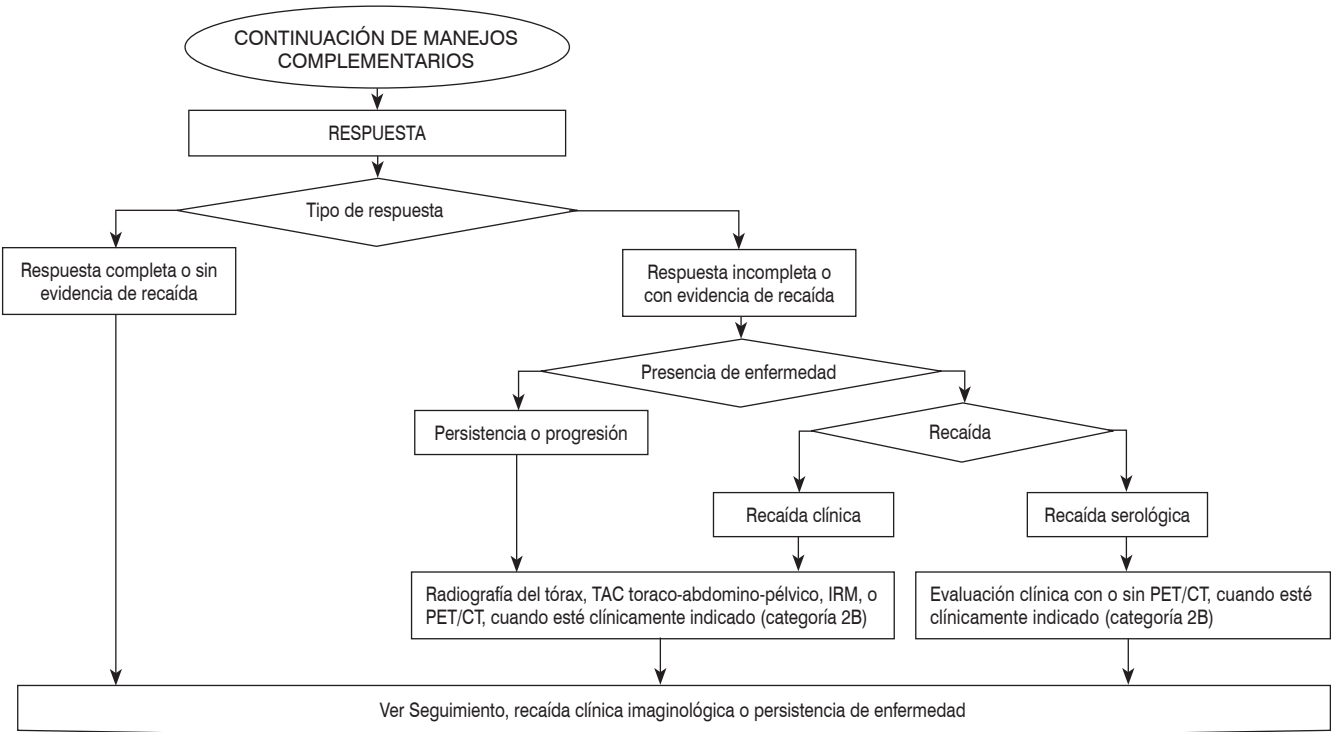 CONTINUACIÓN DE MANEJOS
COMPLEMENTARIOS
RESPUESTA
Tipo de respuesta
Respuesta completa o sin
evidencia de recaída
Respuesta incompleta o
con evidencia de recaída
Presencia de enfermedad
Persistencia o progresión
Recaída
Recaída clínica
Recaída serológica
Radiografía del tórax, TAC toraco-abdomino-pélvico, IRM, o
PET/CT, cuando esté clínicamente indicado (categoría 2B)
Evaluación clínica con o sin PET/CT, cuando esté
clínicamente indicado (categoría 2B)
Ver Seguimiento, recaída clínica imaginológica o persistencia de enfermedad